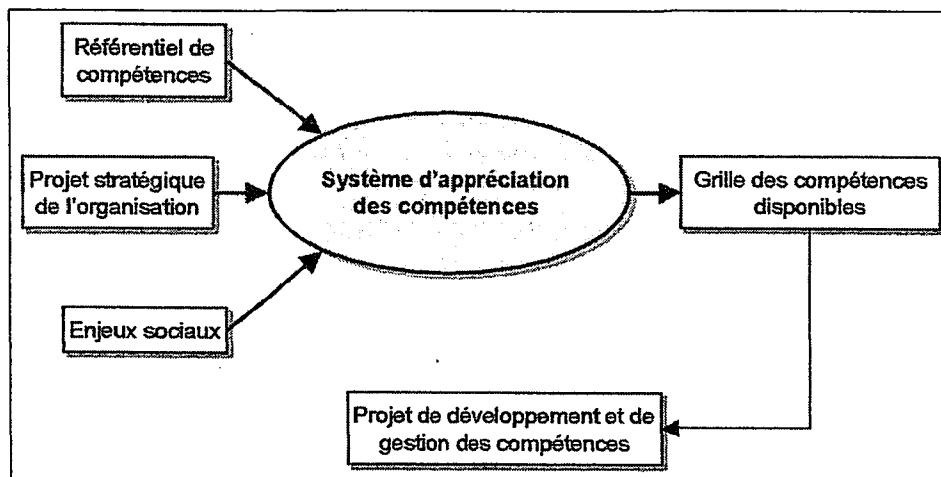 Référentiel de
compétences
Projet stratégique
de l'organisation
Système d'appréciation
des compétences
Grille des compétences
disponibles
Enjeux sociaux
Projet de développement et de
gestion des compétences